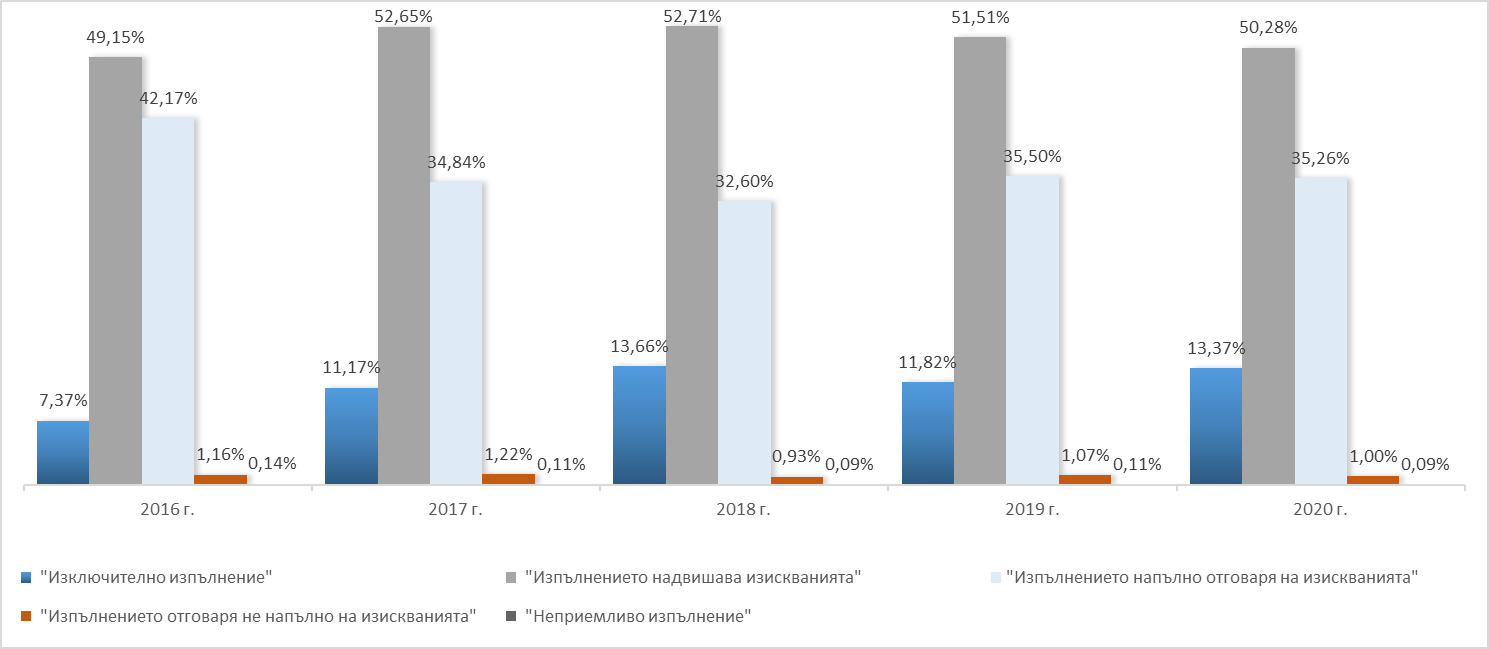 49,15%
42,17%
7,37%
1,16%
0,14%
52,65%
34,84%
11,17%
1,22%
0,11%
52,71%
32,60%
13,66%
0,93%
0,09%
51,51%
35,50%
11,82%
1,07%
0,11%
50,28%
35,26%
13,37%
1,00%
0,09%
2016 г.
2017 г.
2018 г.
2019 г.
2020 г.
"Изключително изпълнение"
"Изпълнението надвишава изискванията"
"Изпълнението напълно отговаря на изискванията"
"Изпълнението отговаря не напълно на изискванията"
"Неприемливо изпълнение"